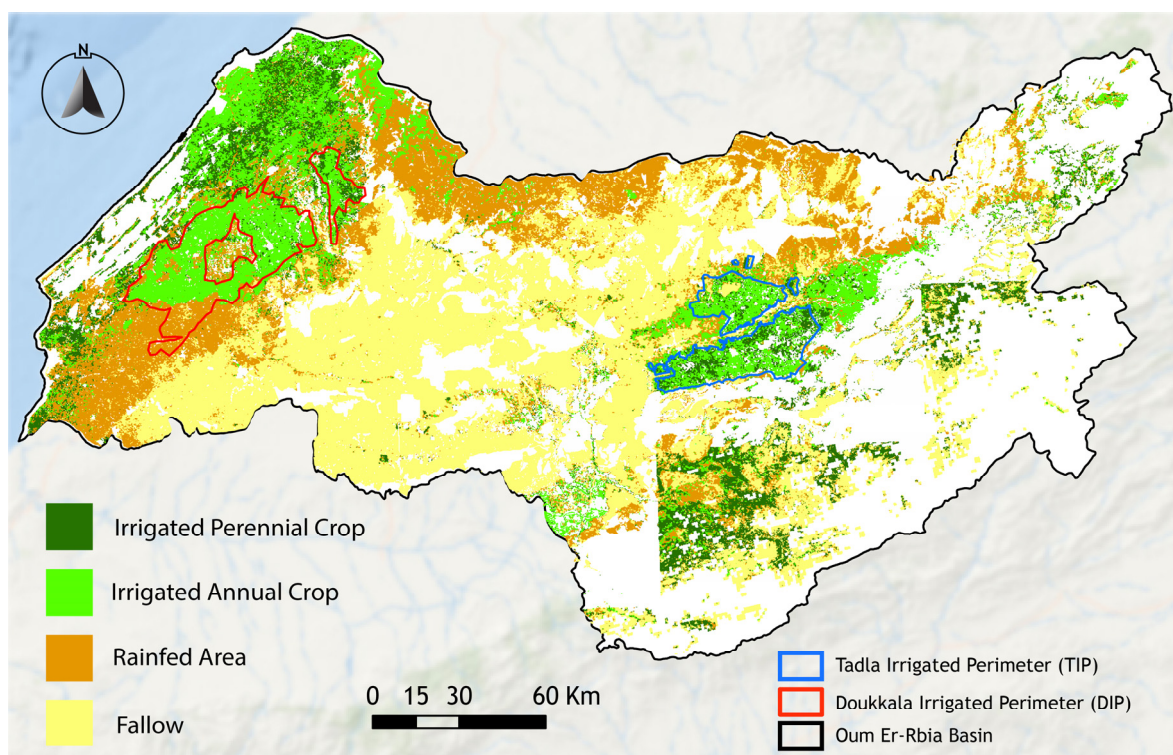 N
Irrigated Perennial Crop
Irrigated Annual Crop
Rainfed Area
Fallow
0 15 30 60 Km
Tadla Irrigated Perimeter (TIP)
Doukkala Irrigated Perimeter (DIP)
Oum Er-Rbia Basin